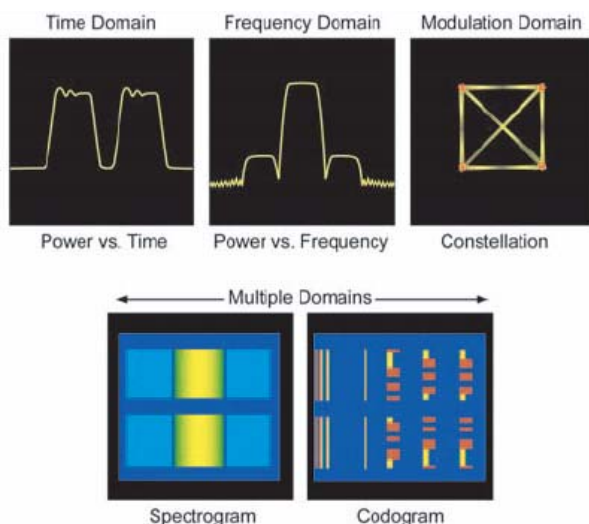 Time Domain
Frequency Domain
Modulation Domain
Power vs. Time
Power vs. Frequency
Constellation
Multiple Domains
Spectrogram
Codogram